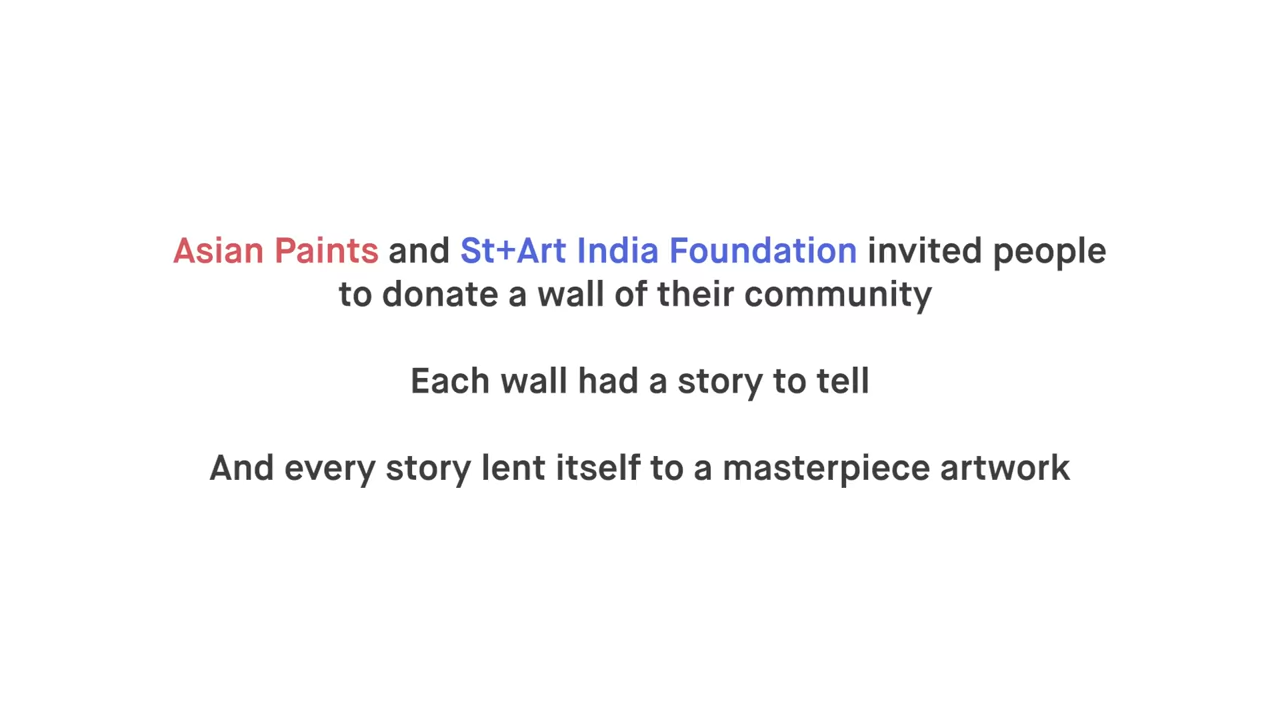 Asian Paints and St+Art India Foundation invited people
to donate a wall of their community
Each wall had a story to tell
And every story lent itself to a masterpiece artwork